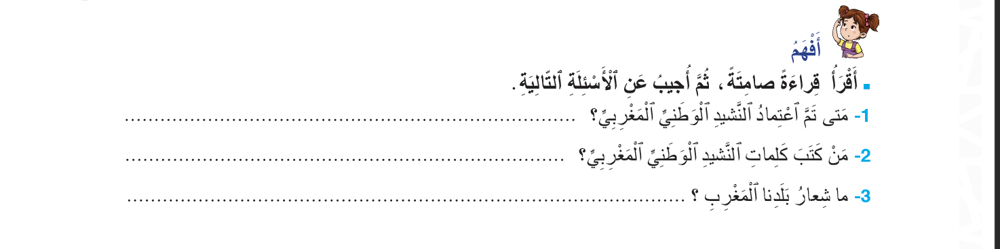 أَفْهَمُ
▪ أَقْرَأُ قِراءَةً صامِتَةً، ثُمَّ أُجيبُ عَنِ ٱلْأَسْئِلَةِ ٱلتّالِيَةِ.
1- مَتى تَمَّ ٱعْتِمادُ ٱلنَّشيدِ ٱلْوَطَنِيِّ ٱلْمَغْرِبِيِّ؟ ............................................................................
2- مَنْ كَتَبَ كَلِماتِ ٱلنَّشيدِ ٱلْوَطَنِيِّ ٱلْمَغْرِبِيِّ؟ ..........................................................................
3- ما شِعارُ بَلَدِنا ٱلْمَغْرِبِ ؟ ..............................................................................................